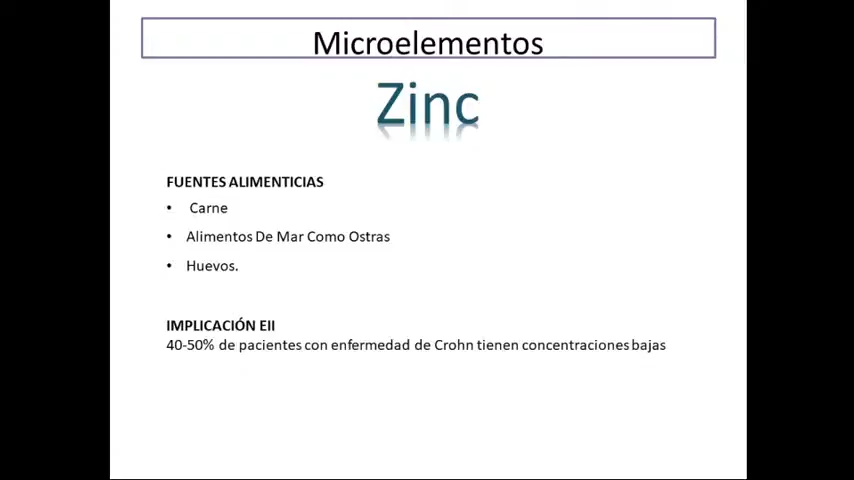 Microelementos
Zinc
FUENTES ALIMENTICIAS
• Carne
• Alimentos De Mar Como Ostras
• Huevos.
IMPLICACIÓN EII
40-50% de pacientes con enfermedad de Crohn tienen concentraciones bajas